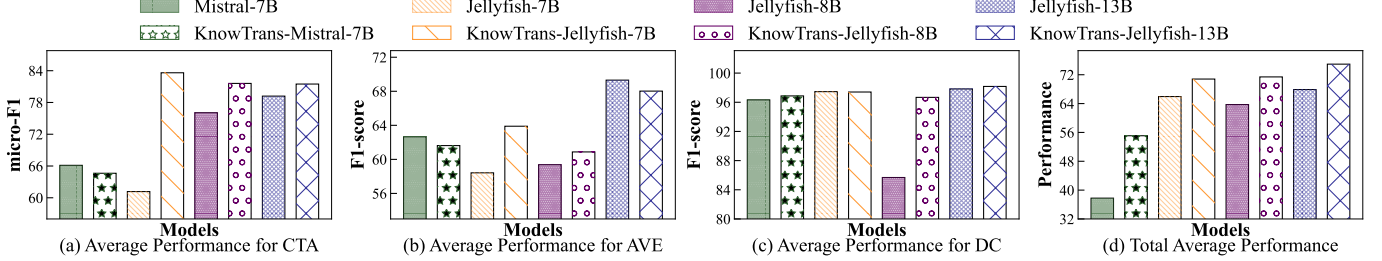 Mistral-7B Jellyfish-7B Jellyfish-8B Jellyfish-13B
KnowTrans-Mistral-7B KnowTrans-Jellyfish-7B KnowTrans-Jellyfish-8B KnowTrans-Jellyfish-13B
micro-F1
84
78
72
66
60
Models
(a) Average Performance for CTA
F1-score
72
68
64
60
56
Models
(b) Average Performance for AVE
F1-score
100
96
92
88
84
80
Models
(c) Average Performance for DC
Performance
72
64
56
48
40
32
Models
(d) Total Average Performance